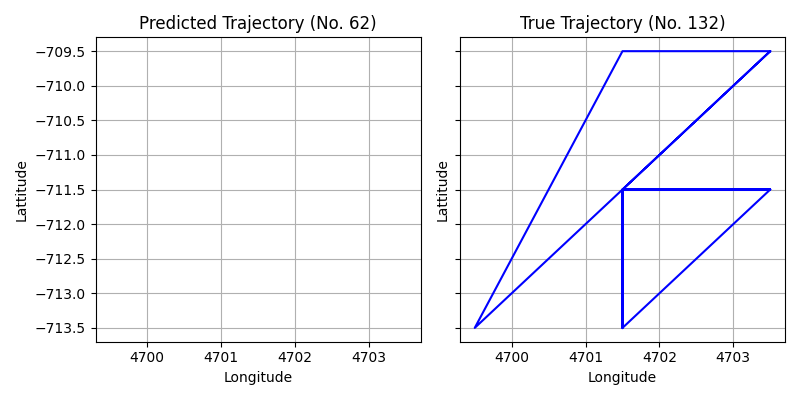 Predicted Trajectory (No. 62)
−709.5
−710.0
−710.5
−711.0
−711.5
−712.0
−712.5
−713.0
−713.5
Lattitude
4700 4701 4702 4703
Longitude
True Trajectory (No. 132)
Lattitude
4700 4701 4702 4703
Longitude